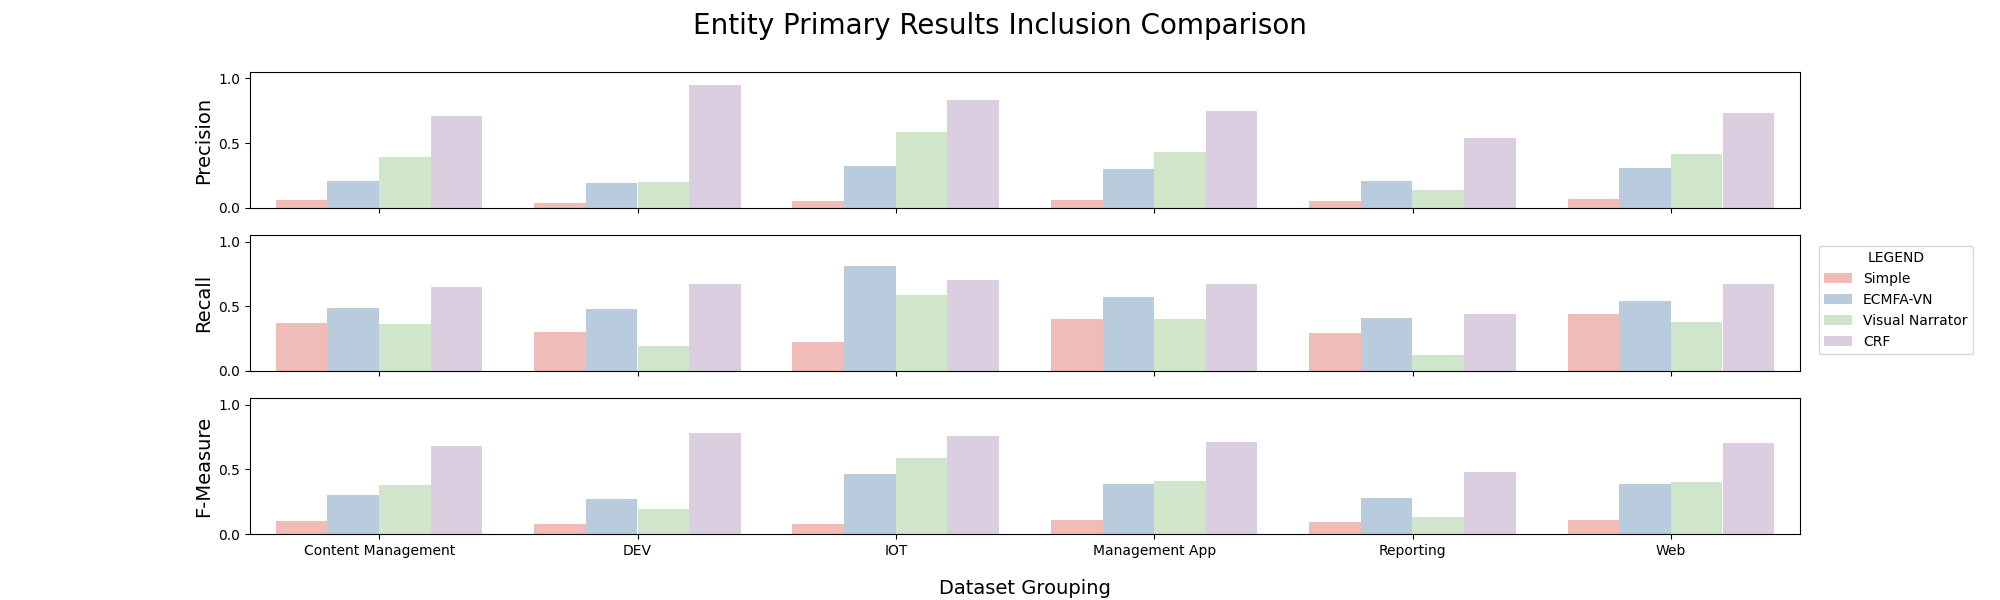 Entity Primary Results Inclusion Comparison
Precision
1.0
0.5
0.0
Recall
1.0
0.5
0.0
LEGEND
Simple
ECMFA-VN
Visual Narrator
CRF
F-Measure
1.0
0.5
0.0
Content Management DEV IOT Management App Reporting Web
Dataset Grouping